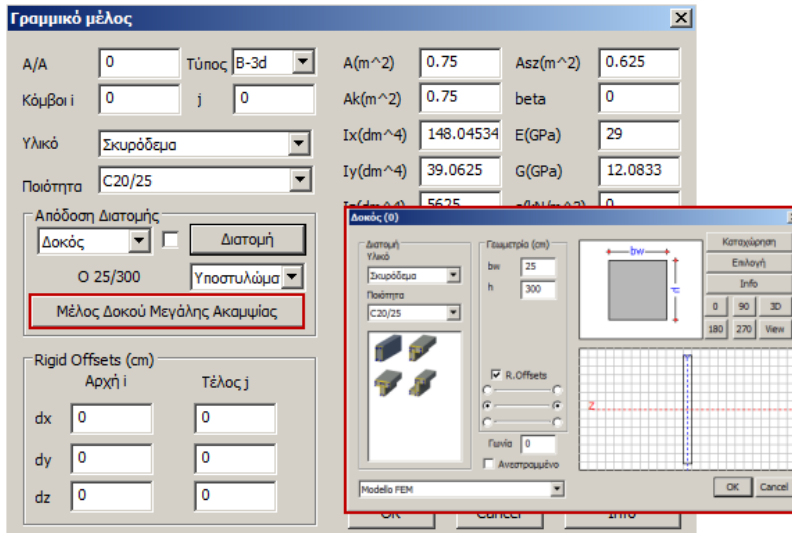 Γραμμικό μέλος
A/A 0 Τύπος B-3d A(m^2) 0.75 Asz(m^2) 0.625
Κόμβοι i 0 j 0 Ak(m^2) 0.75 beta 0
Υλικό Σκυρόδεμα Ix(dm^4) 148.04534 E(GPa) 29
Ποιότητα C20/25 Iy(dm^4) 39.0625 G(GPa) 12.0833
5625 0
Απόδοση Διατομής
Δοκός Διατομή
Ο 25/300 Υποστυλώμα
Μέλος Δοκού Μεγάλης Ακαμψίας
Rigid Offsets (cm)
Αρχή i Τέλος j
dx 0 0
dy 0 0
dz 0 0
Δοκός (0)
Διατομή
Υλικό
Σκυρόδεμα
Ποιότητα
C20/25
Γεωμετρία (cm)
bw 25
h 300
R.Offsets
Γωνία 0
Ανεστραμμένο
Modello FEM
bw
h
Καταχώρηση
Επιλογή
Info
0 90 3D
180 270 View
Z
OK Cancel
OK Cancel Info